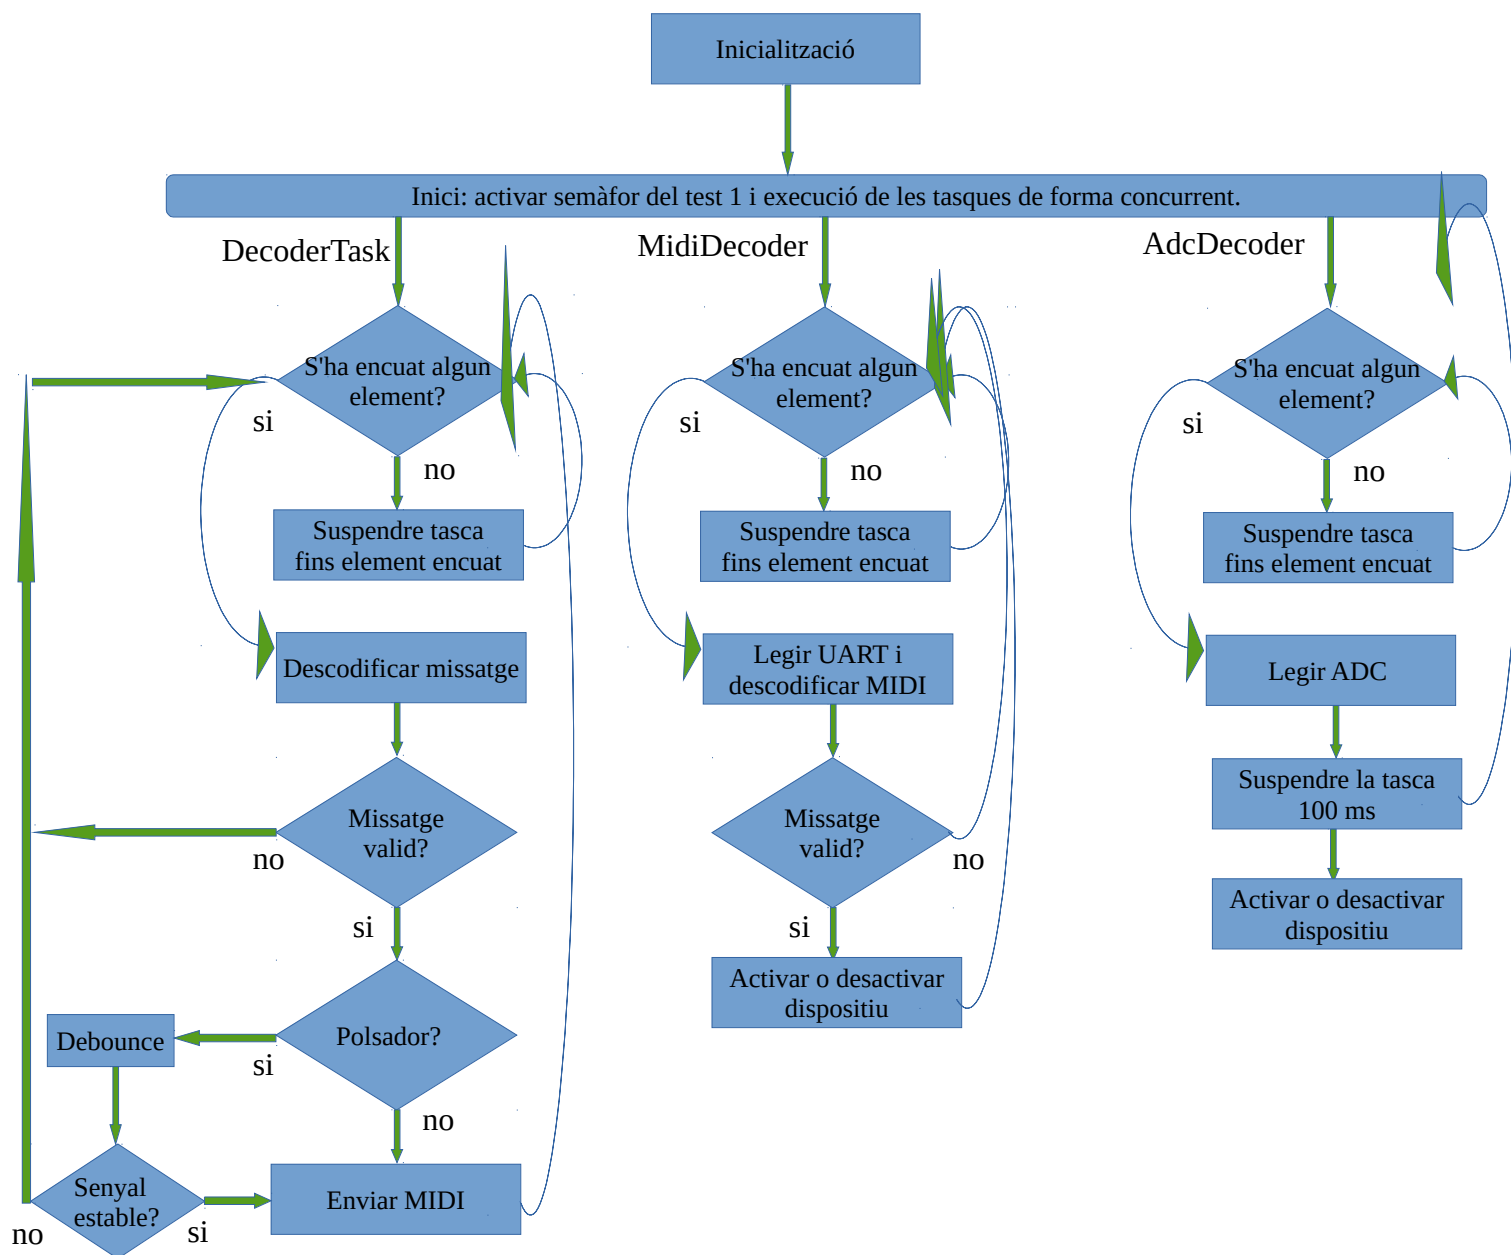 Inicialització
Inici: activar semàfor del test 1 i execució de les tasques de forma concurrent.
DecoderTask
S'ha encuat algun
element?
si
no
Suspendre tasca
fins element encuat
Descodificar missatge
Missatge
valid?
no
si
Polsador?
si
no
Debounce
Senyal
estable?
no
si
Enviar MIDI
MidiDecoder
S'ha encuat algun
element?
si
no
Suspendre tasca
fins element encuat
Legir UART i
descodificar MIDI
Missatge
valid?
no
si
Activar o desactivar
dispositiu
AdcDecoder
S'ha encuat algun
element?
si
no
Suspendre tasca
fins element encuat
Legir ADC
Suspendre la tasca
100 ms
Activar o desactivar
dispositiu